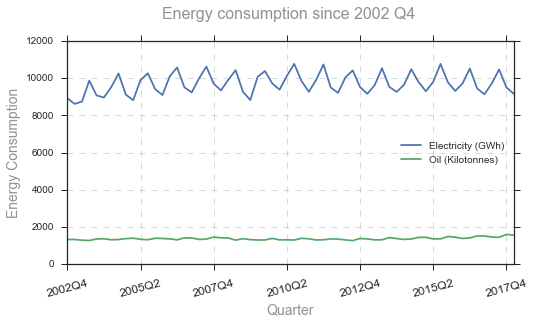 Energy consumption since 2002 Q4
12000
10000
8000
6000
4000
2000
0
Energy Consumption
Electricity (GWh)
Oil (Kilotonnes)
2002Q4 2005Q2 2007Q4 2010Q2 2012Q4 2015Q2 2017Q4
Quarter